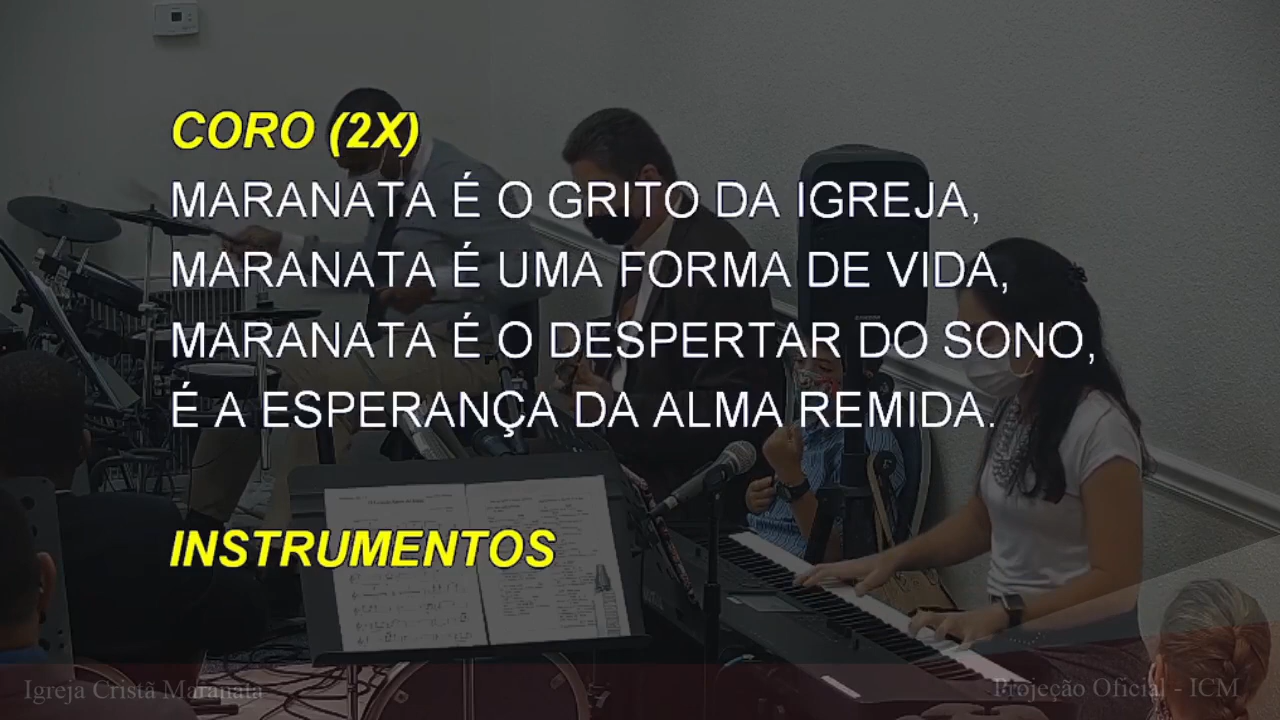 CORO (2X)
MARANATA É O GRITO DA IGREJA,
MARANATA É UMA FORMA DE VIDA,
MARANATA É O DESPERTAR DO SONO,
É A ESPERANÇA DA ALMA REMIDA.
INSTRUMENTOS
Igreja Cristã Maranata
Projeção Oficial - ICM